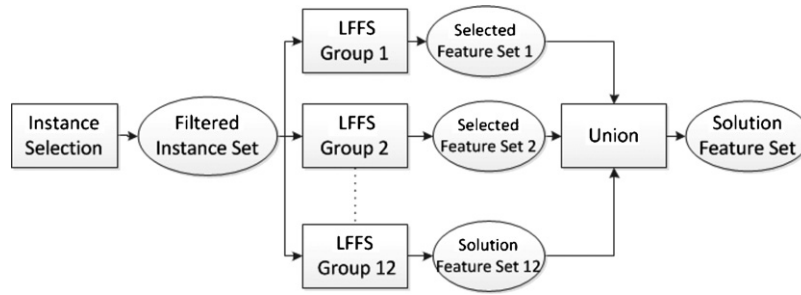 LFFS
Group 1
Selected
Feature Set 1
Instance
Selection
Filtered
Instance Set
LFFS
Group 2
Selected
Feature Set 2
Union
Solution
Feature Set
LFFS
Group 12
Solution
Feature Set 12